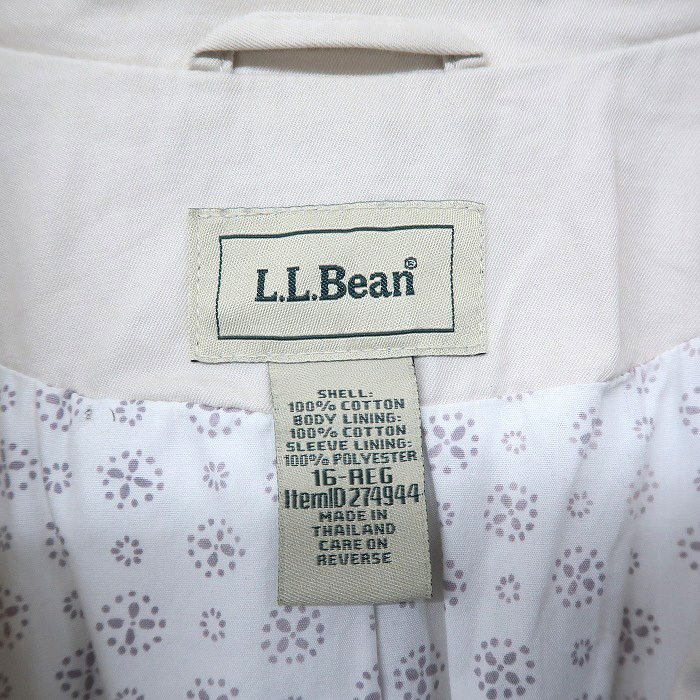 L.L.Bean®
SHELL:
100% COTTON
BODY LINING:
100% COTTON
SLEEVE LINING:
100% POLYESTER
16-REG
ItemID 274944
MADE IN
THAILAND
CARE ON
REVERSE